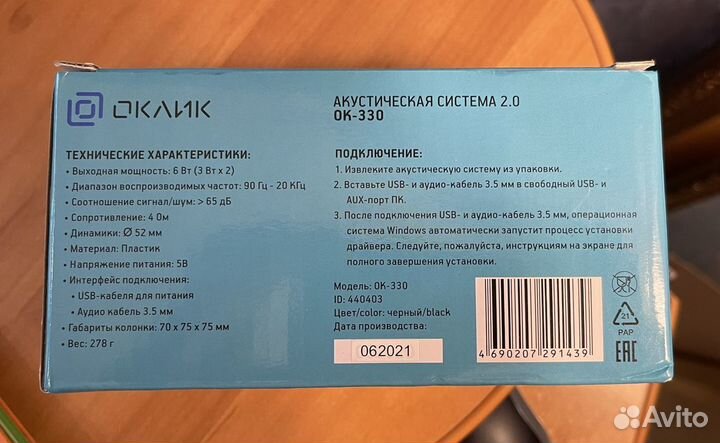 ОКЛИК
АКУСТИЧЕСКАЯ СИСТЕМА 2.0
OK-330
ТЕХНИЧЕСКИЕ ХАРАКТЕРИСТИКИ:
• Выходная мощность: 6 Вт (3 Вт x 2)
• Диапазон воспроизводимых частот: 90 Гц - 20 КГц
• Соотношение сигнал/шум: > 65 дБ
• Сопротивление: 4 Ом
• Динамики: Ø 52 мм
• Материал: Пластик
• Напряжение питания: 5В
• Интерфейс подключения:
• USB-кабеля для питания
• Аудио кабель 3.5 мм
• Габариты колонки: 70 x 75 x 75 мм
• Вес: 278 г
ПОДКЛЮЧЕНИЕ:
1. Извлеките акустическую систему из упаковки.
2. Вставьте USB- и аудио-кабель 3.5 мм в свободный USB- и
AUX-порт ПК.
3. После подключения USB- и аудио-кабель 3.5 мм, операционная
система Windows автоматически запустит процесс установки
драйвера. Следуйте, пожалуйста, инструкциям на экране для
полного завершения установки.
Модель: OK-330
ID: 440403
Цвет/color: черный/black
Дата производства:
062021
4 690207 291439
21
PAP
EAC
Avito